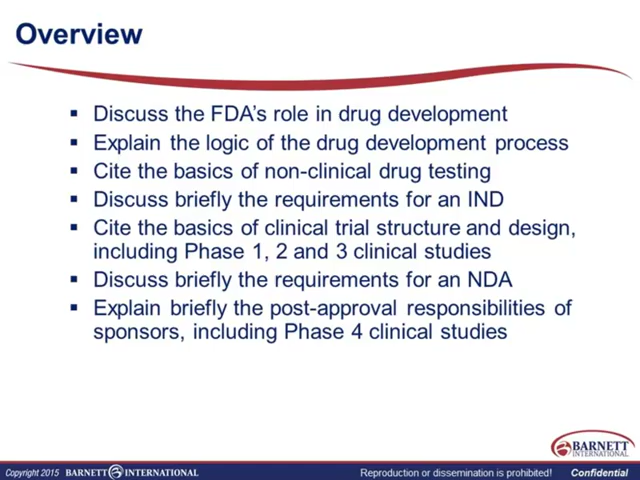 Overview
▪ Discuss the FDA's role in drug development
▪ Explain the logic of the drug development process
▪ Cite the basics of non-clinical drug testing
▪ Discuss briefly the requirements for an IND
▪ Cite the basics of clinical trial structure and design,
including Phase 1, 2 and 3 clinical studies
▪ Discuss briefly the requirements for an NDA
▪ Explain briefly the post-approval responsibilities of
sponsors, including Phase 4 clinical studies
BARNETT
INTERNATIONAL
Copyright 2015 BARNETT INTERNATIONAL Reproduction or dissemination is prohibited! Confidential